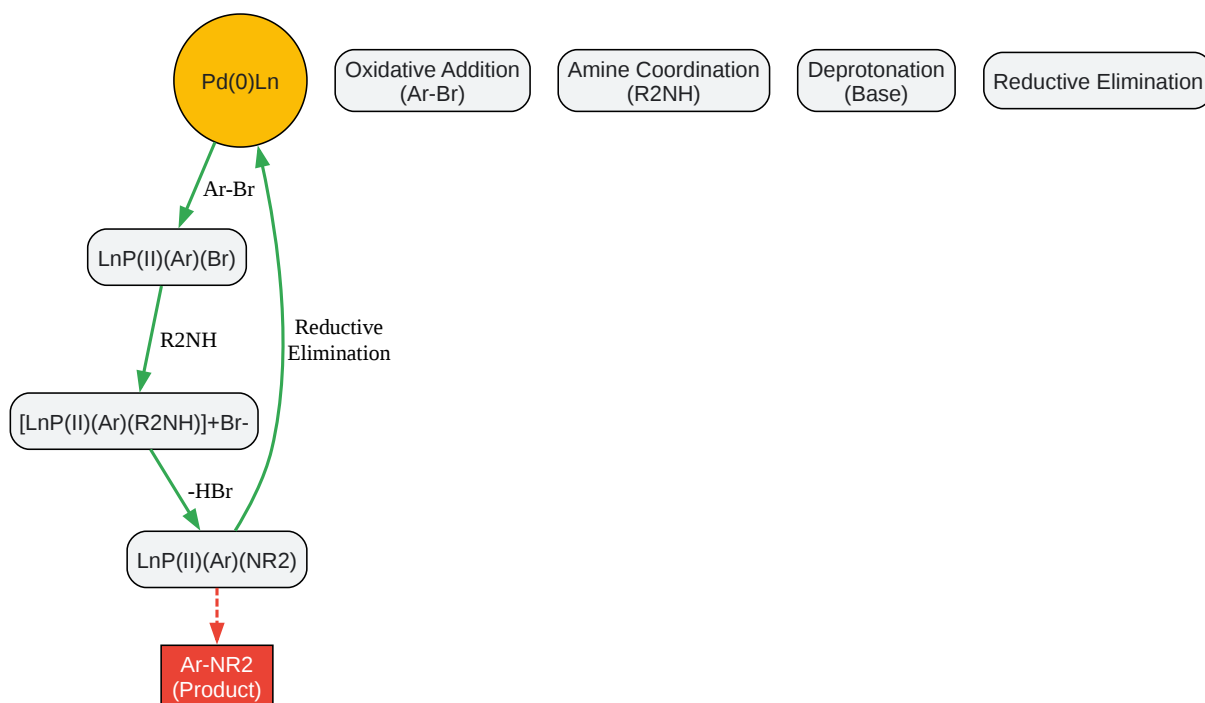 Pd(0)Ln
Oxidative Addition
(Ar-Br)
Amine Coordination
(R2NH)
Deprotonation
(Base)
Reductive Elimination
Ar-Br
LnP(II)(Ar)(Br)
R2NH
Reductive
Elimination
[LnP(II)(Ar)(R2NH)]+Br-
-HBr
LnP(II)(Ar)(NR2)
Ar-NR2
(Product)